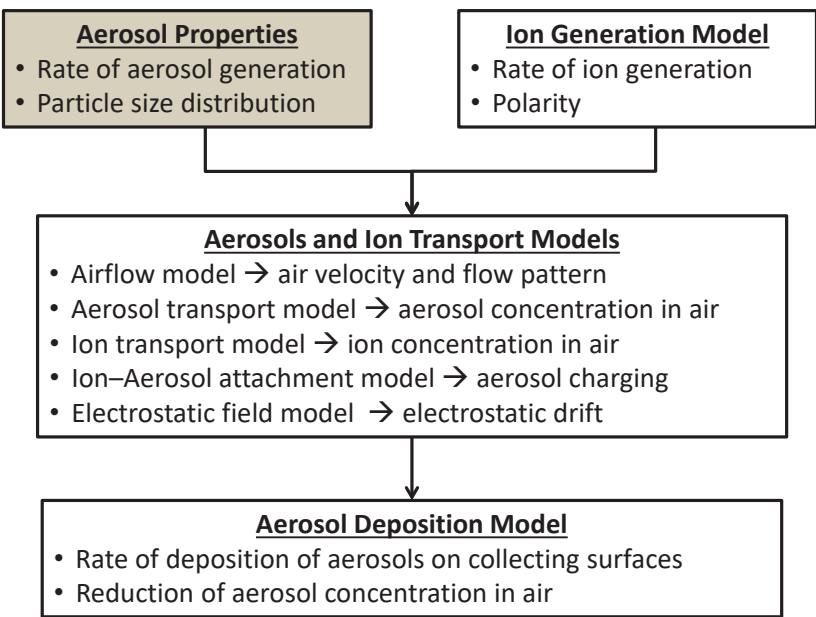 Aerosol Properties
• Rate of aerosol generation
• Particle size distribution
Ion Generation Model
• Rate of ion generation
• Polarity
Aerosols and Ion Transport Models
• Airflow model → air velocity and flow pattern
• Aerosol transport model → aerosol concentration in air
• Ion transport model → ion concentration in air
• Ion–Aerosol attachment model → aerosol charging
• Electrostatic field model → electrostatic drift
Aerosol Deposition Model
• Rate of deposition of aerosols on collecting surfaces
• Reduction of aerosol concentration in air